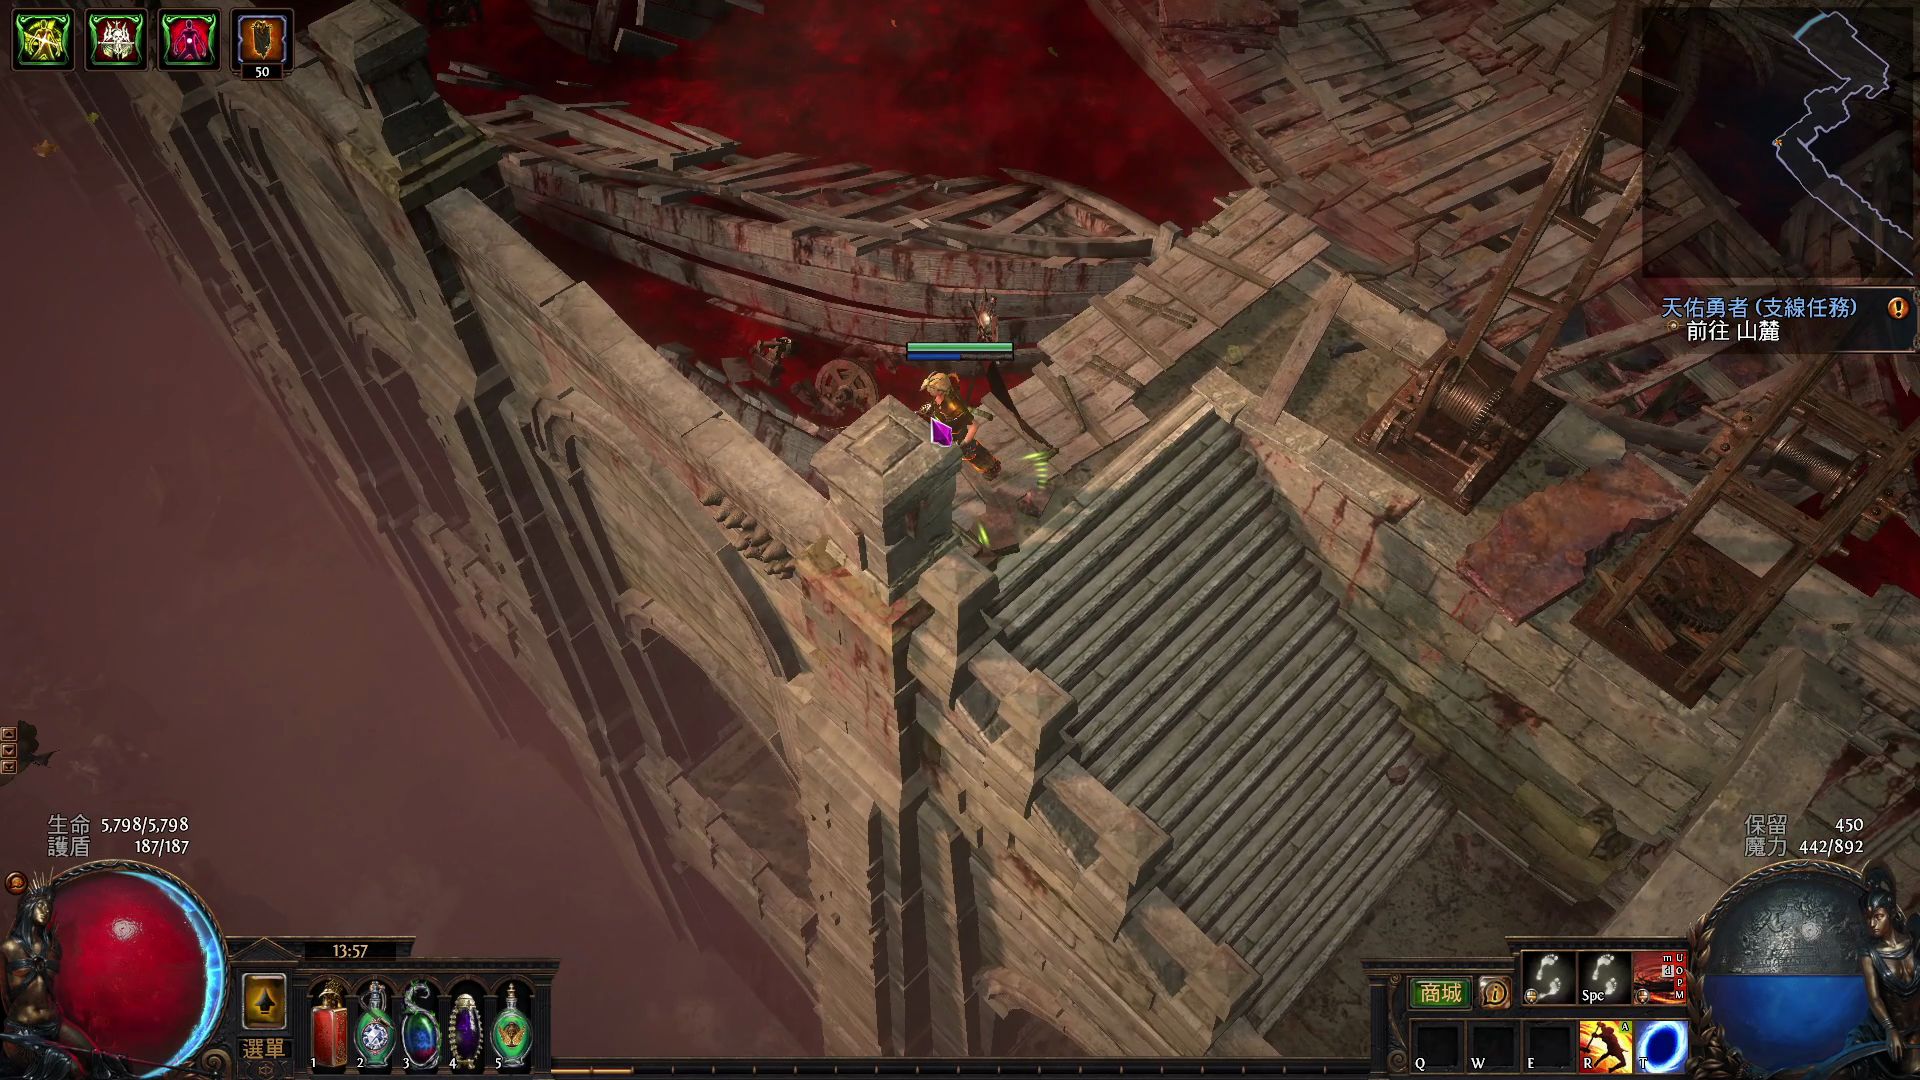 50
天佑勇者 (支線任務)
前往 山麓
生命 5,798/5,798
護盾 187/187
保留 450
魔力 442/892
13:57
選單
1
2
3
4
5
商城
Spc
m U
d O
P
M
Q
W
E
R
A
T